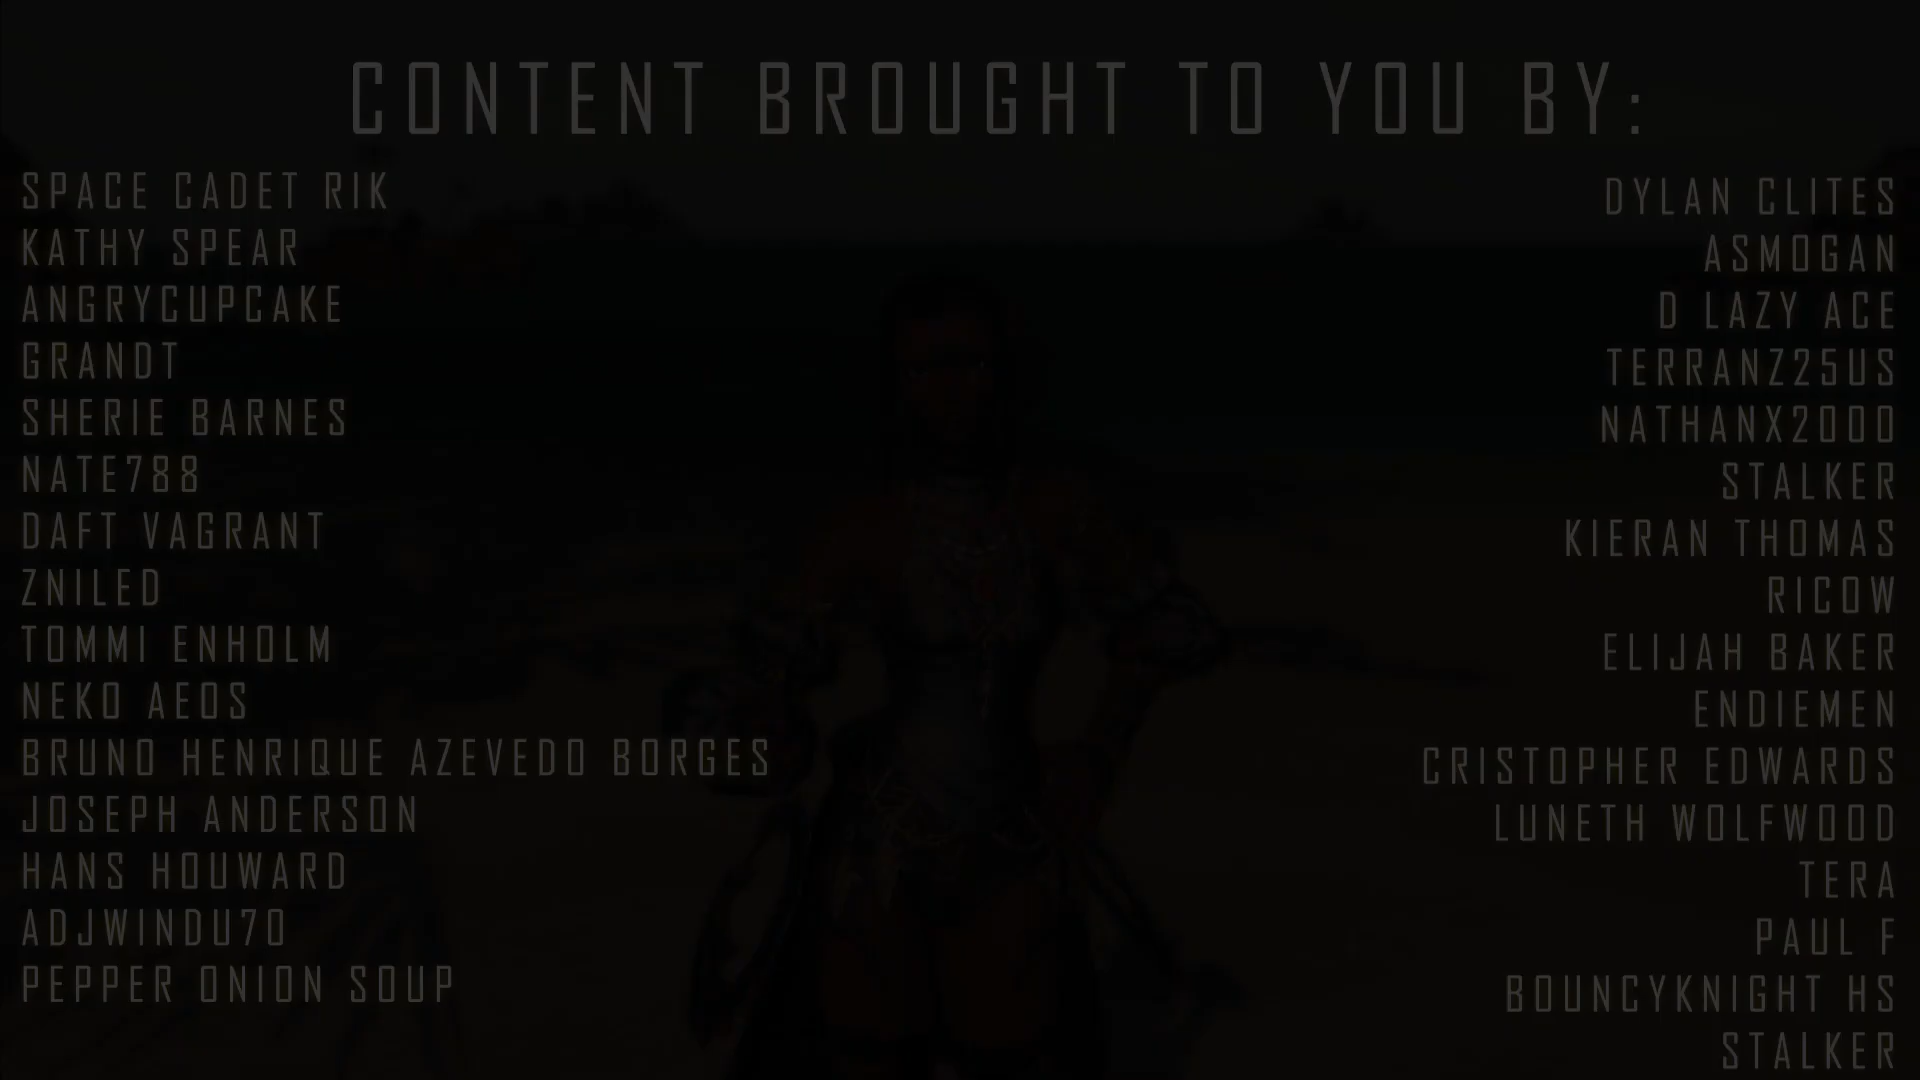 CONTENT BROUGHT TO YOU BY:
SPACE CADET RIK
KATHY SPEAR
ANGRYCUPCAKE
GRANDT
SHERIE BARNES
NATE788
DAFT VAGRANT
ZNILED
TOMMI ENHOLM
NEKO AEOS
BRUNO HENRIQUE AZEVEDO BORGES
JOSEPH ANDERSON
HANS HOUWARD
ADJWINDU70
PEPPER ONION SOUP
DYLAN CLITES
ASMOGAN
D LAZY ACE
TERRANZ25US
NATHANX2000
STALKER
KIERAN THOMAS
RICOW
ELIJAH BAKER
ENDIEMEN
CRISTOPHER EDWARDS
LUNETH WOLFWOOD
TERA
PAUL F
BOUNCYKNIGHT HS
STALKER